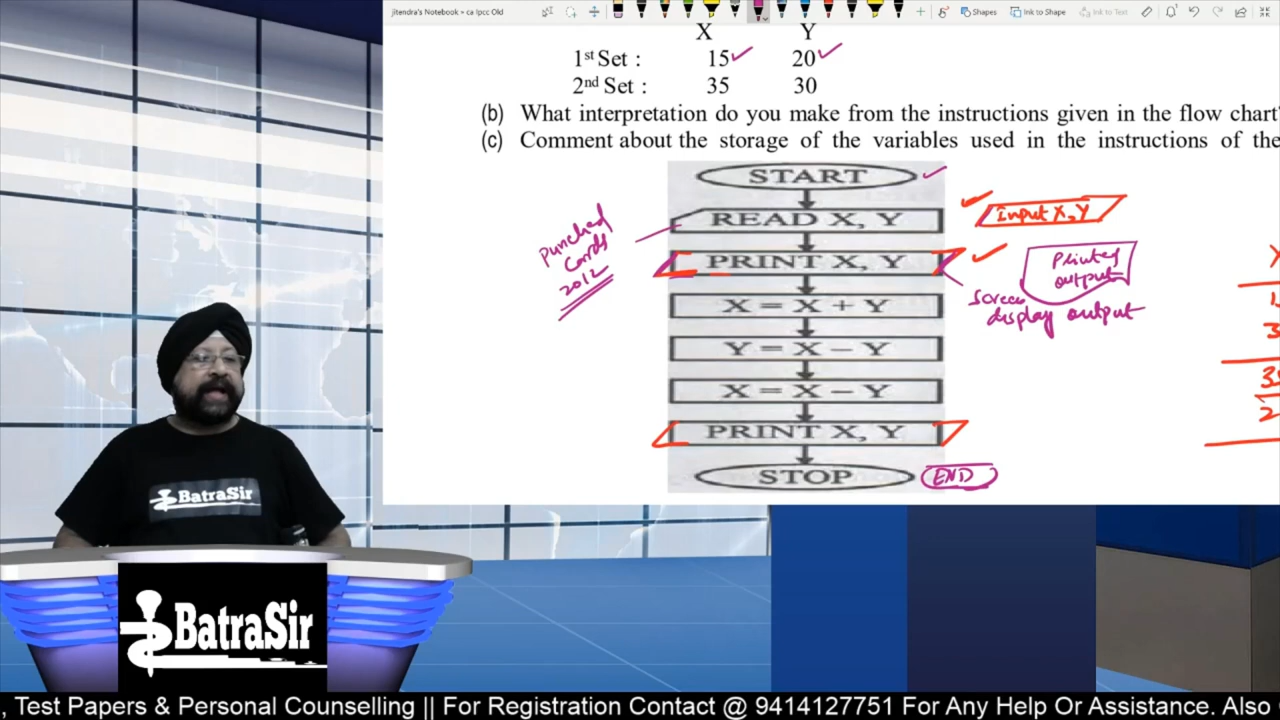 jitendra's Notebook » ca Ipcc Old
Shapes
Ink to Shape
Ink to Text
X Y
1st Set : 15 20
2nd Set : 35 30
(b) What interpretation do you make from the instructions given in the flow chart?
(c) Comment about the storage of the variables used in the instructions of the
START
READ X, Y
PRINT X, Y
X = X + Y
Y = X – Y
X = X – Y
PRINT X, Y
STOP
Punched
Cards
2012
Input X, Y
Printed
output
Screen
display output
END
BatraSir
BatraSir
, Test Papers & Personal Counselling || For Registration Contact @ 9414127751 For Any Help Or Assistance. Also